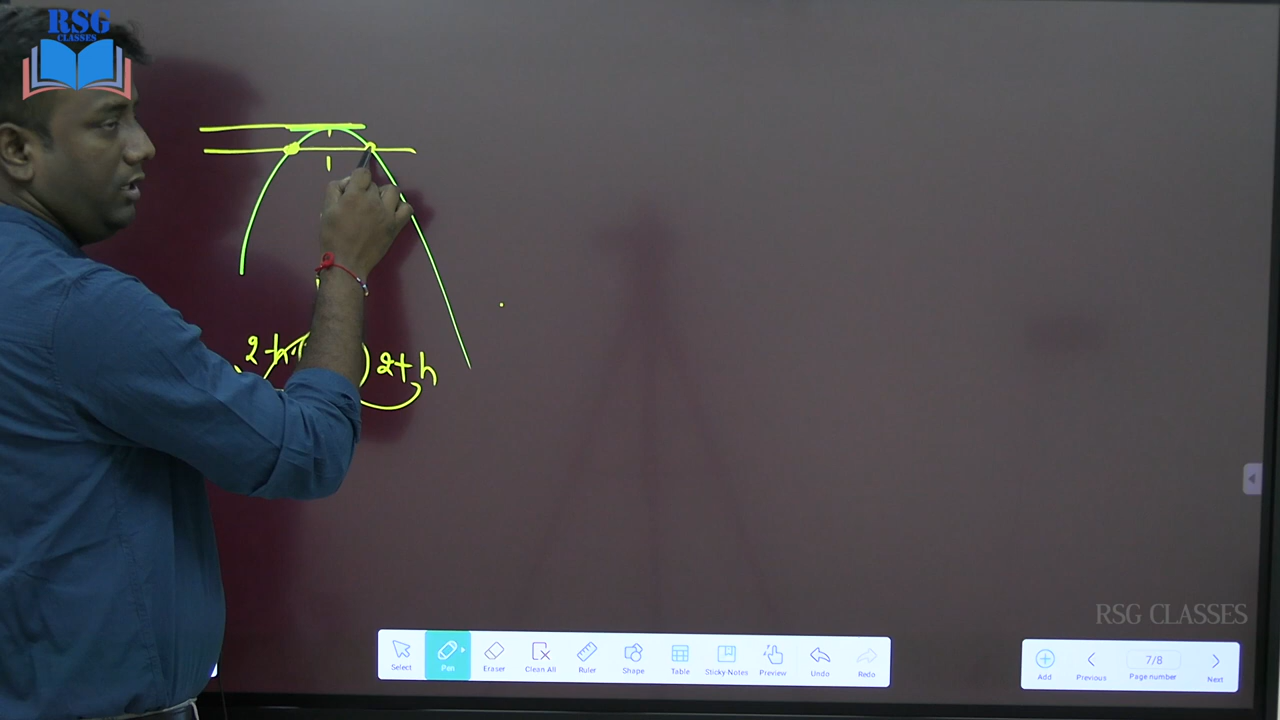 RSG
CLASSES
2+h
RSG CLASSES
Select
Pen
Eraser
Clean All
Ruler
Shape
Table
Sticky Notes
Preview
Undo
Redo
Add
Previous
7/8
Page number
Next